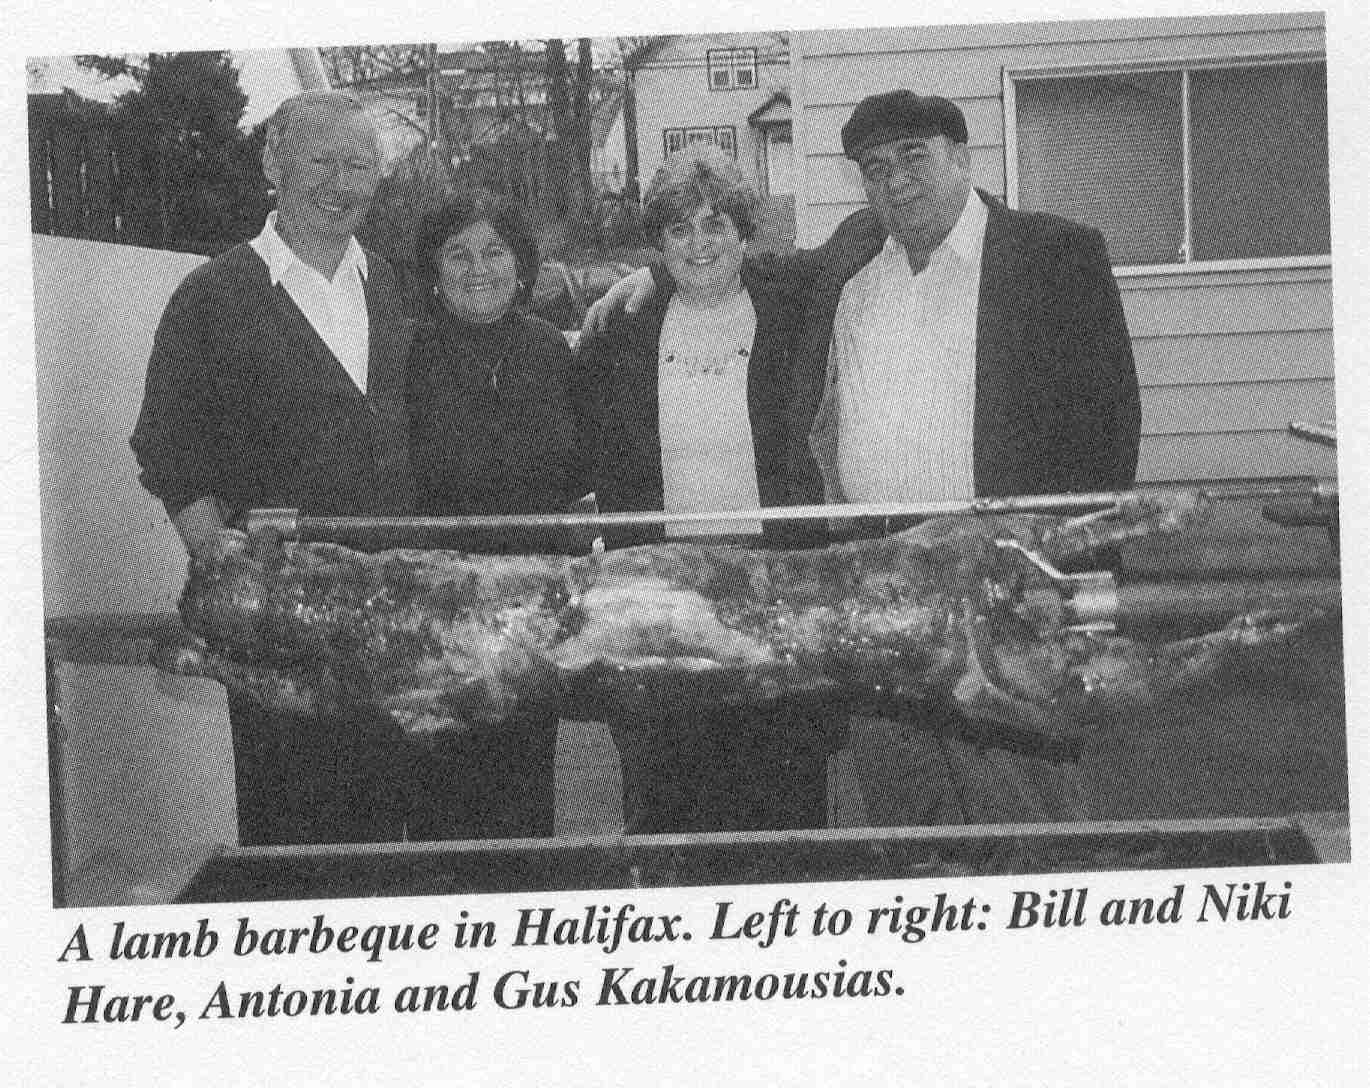 A lamb barbeque in Halifax. Left to right: Bill and Niki
Hare, Antonia and Gus Kakamousias.